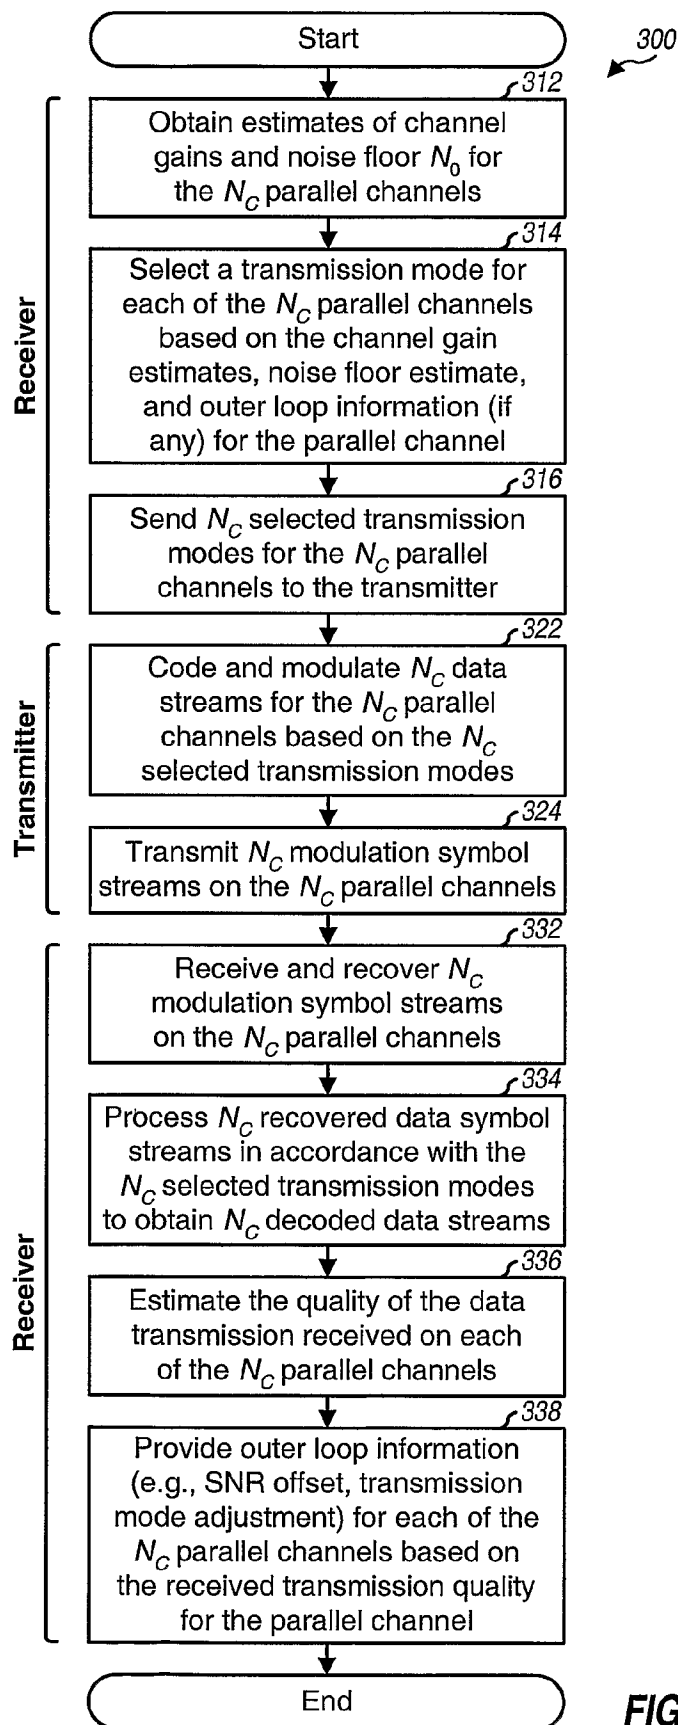 Start
300
312
Obtain estimates of channel
gains and noise floor N0 for
the NC parallel channels
314
Select a transmission mode for
each of the NC parallel channels
based on the channel gain
estimates, noise floor estimate,
and outer loop information (if
any) for the parallel channel
316
Send NC selected transmission
modes for the NC parallel
channels to the transmitter
Receiver
322
Code and modulate NC data
streams for the NC parallel
channels based on the NC
selected transmission modes
324
Transmit NC modulation symbol
streams on the NC parallel channels
Transmitter
332
Receive and recover NC
modulation symbol streams
on the NC parallel channels
334
Process NC recovered data symbol
streams in accordance with the
NC selected transmission modes
to obtain NC decoded data streams
336
Estimate the quality of the data
transmission received on each
of the NC parallel channels
338
Provide outer loop information
(e.g., SNR offset, transmission
mode adjustment) for each of the
NC parallel channels based on
the received transmission quality
for the parallel channel
Receiver
End
FIG